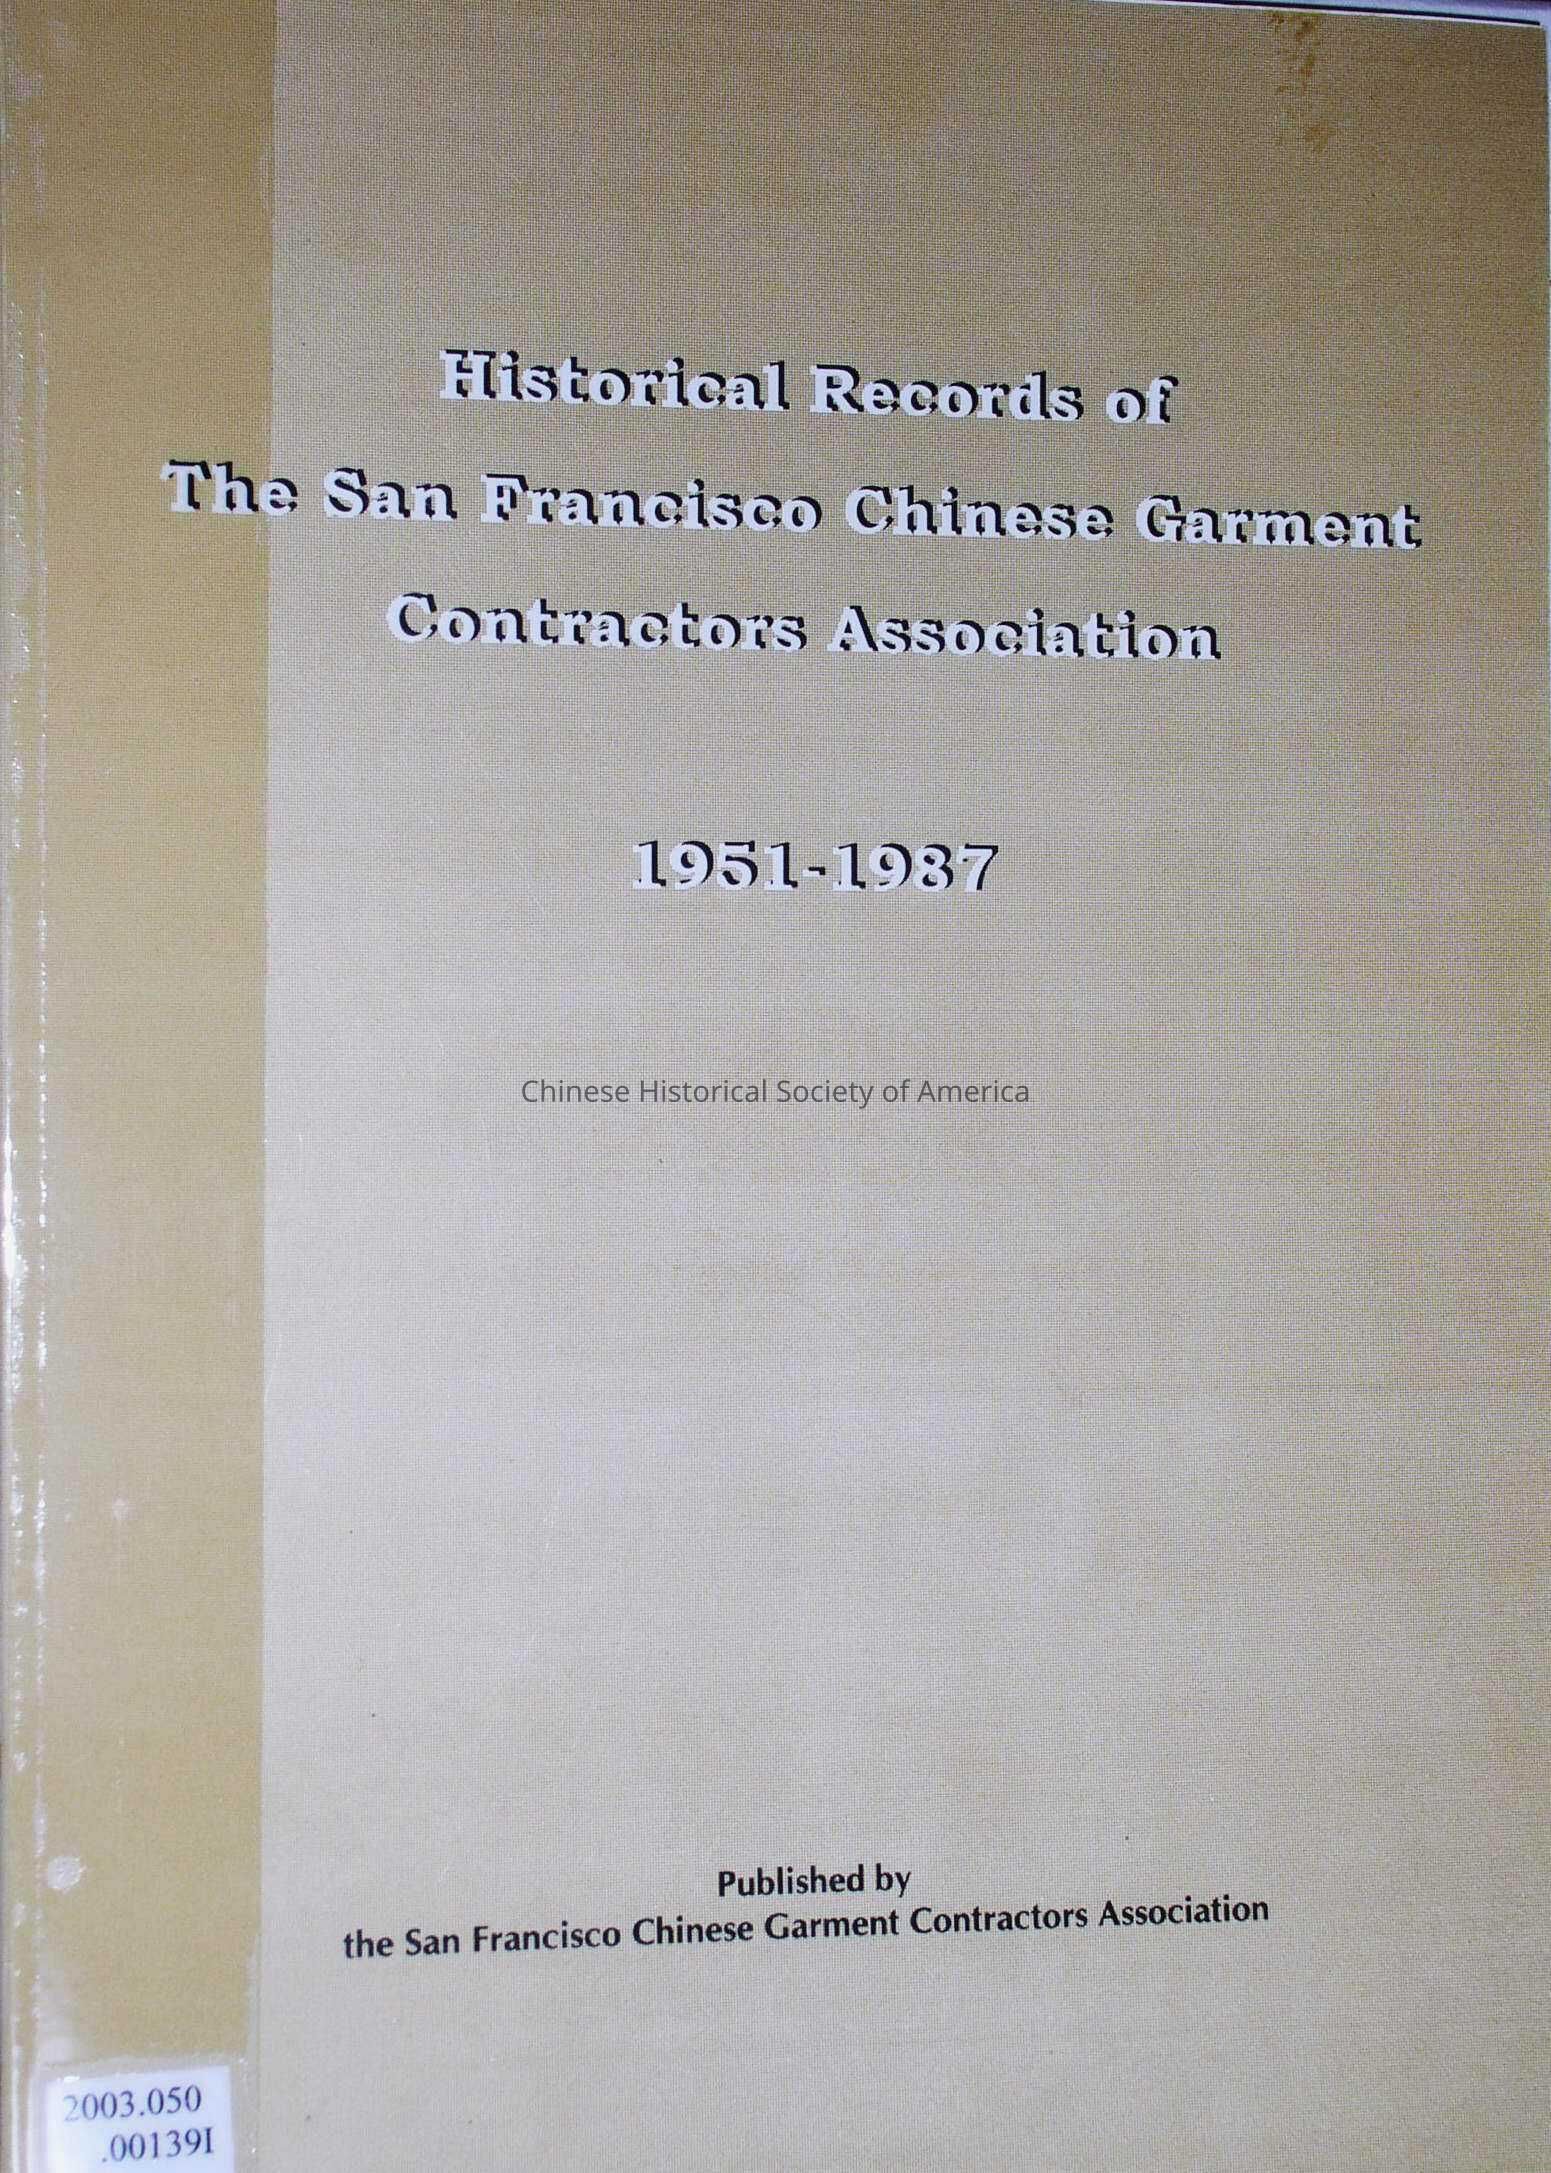 Historical Records of
The San Francisco Chinese Garment
Contractors Association
1951-1987
Chinese Historical Society of America
Published by
the San Francisco Chinese Garment Contractors Association
2003.050
.00139I